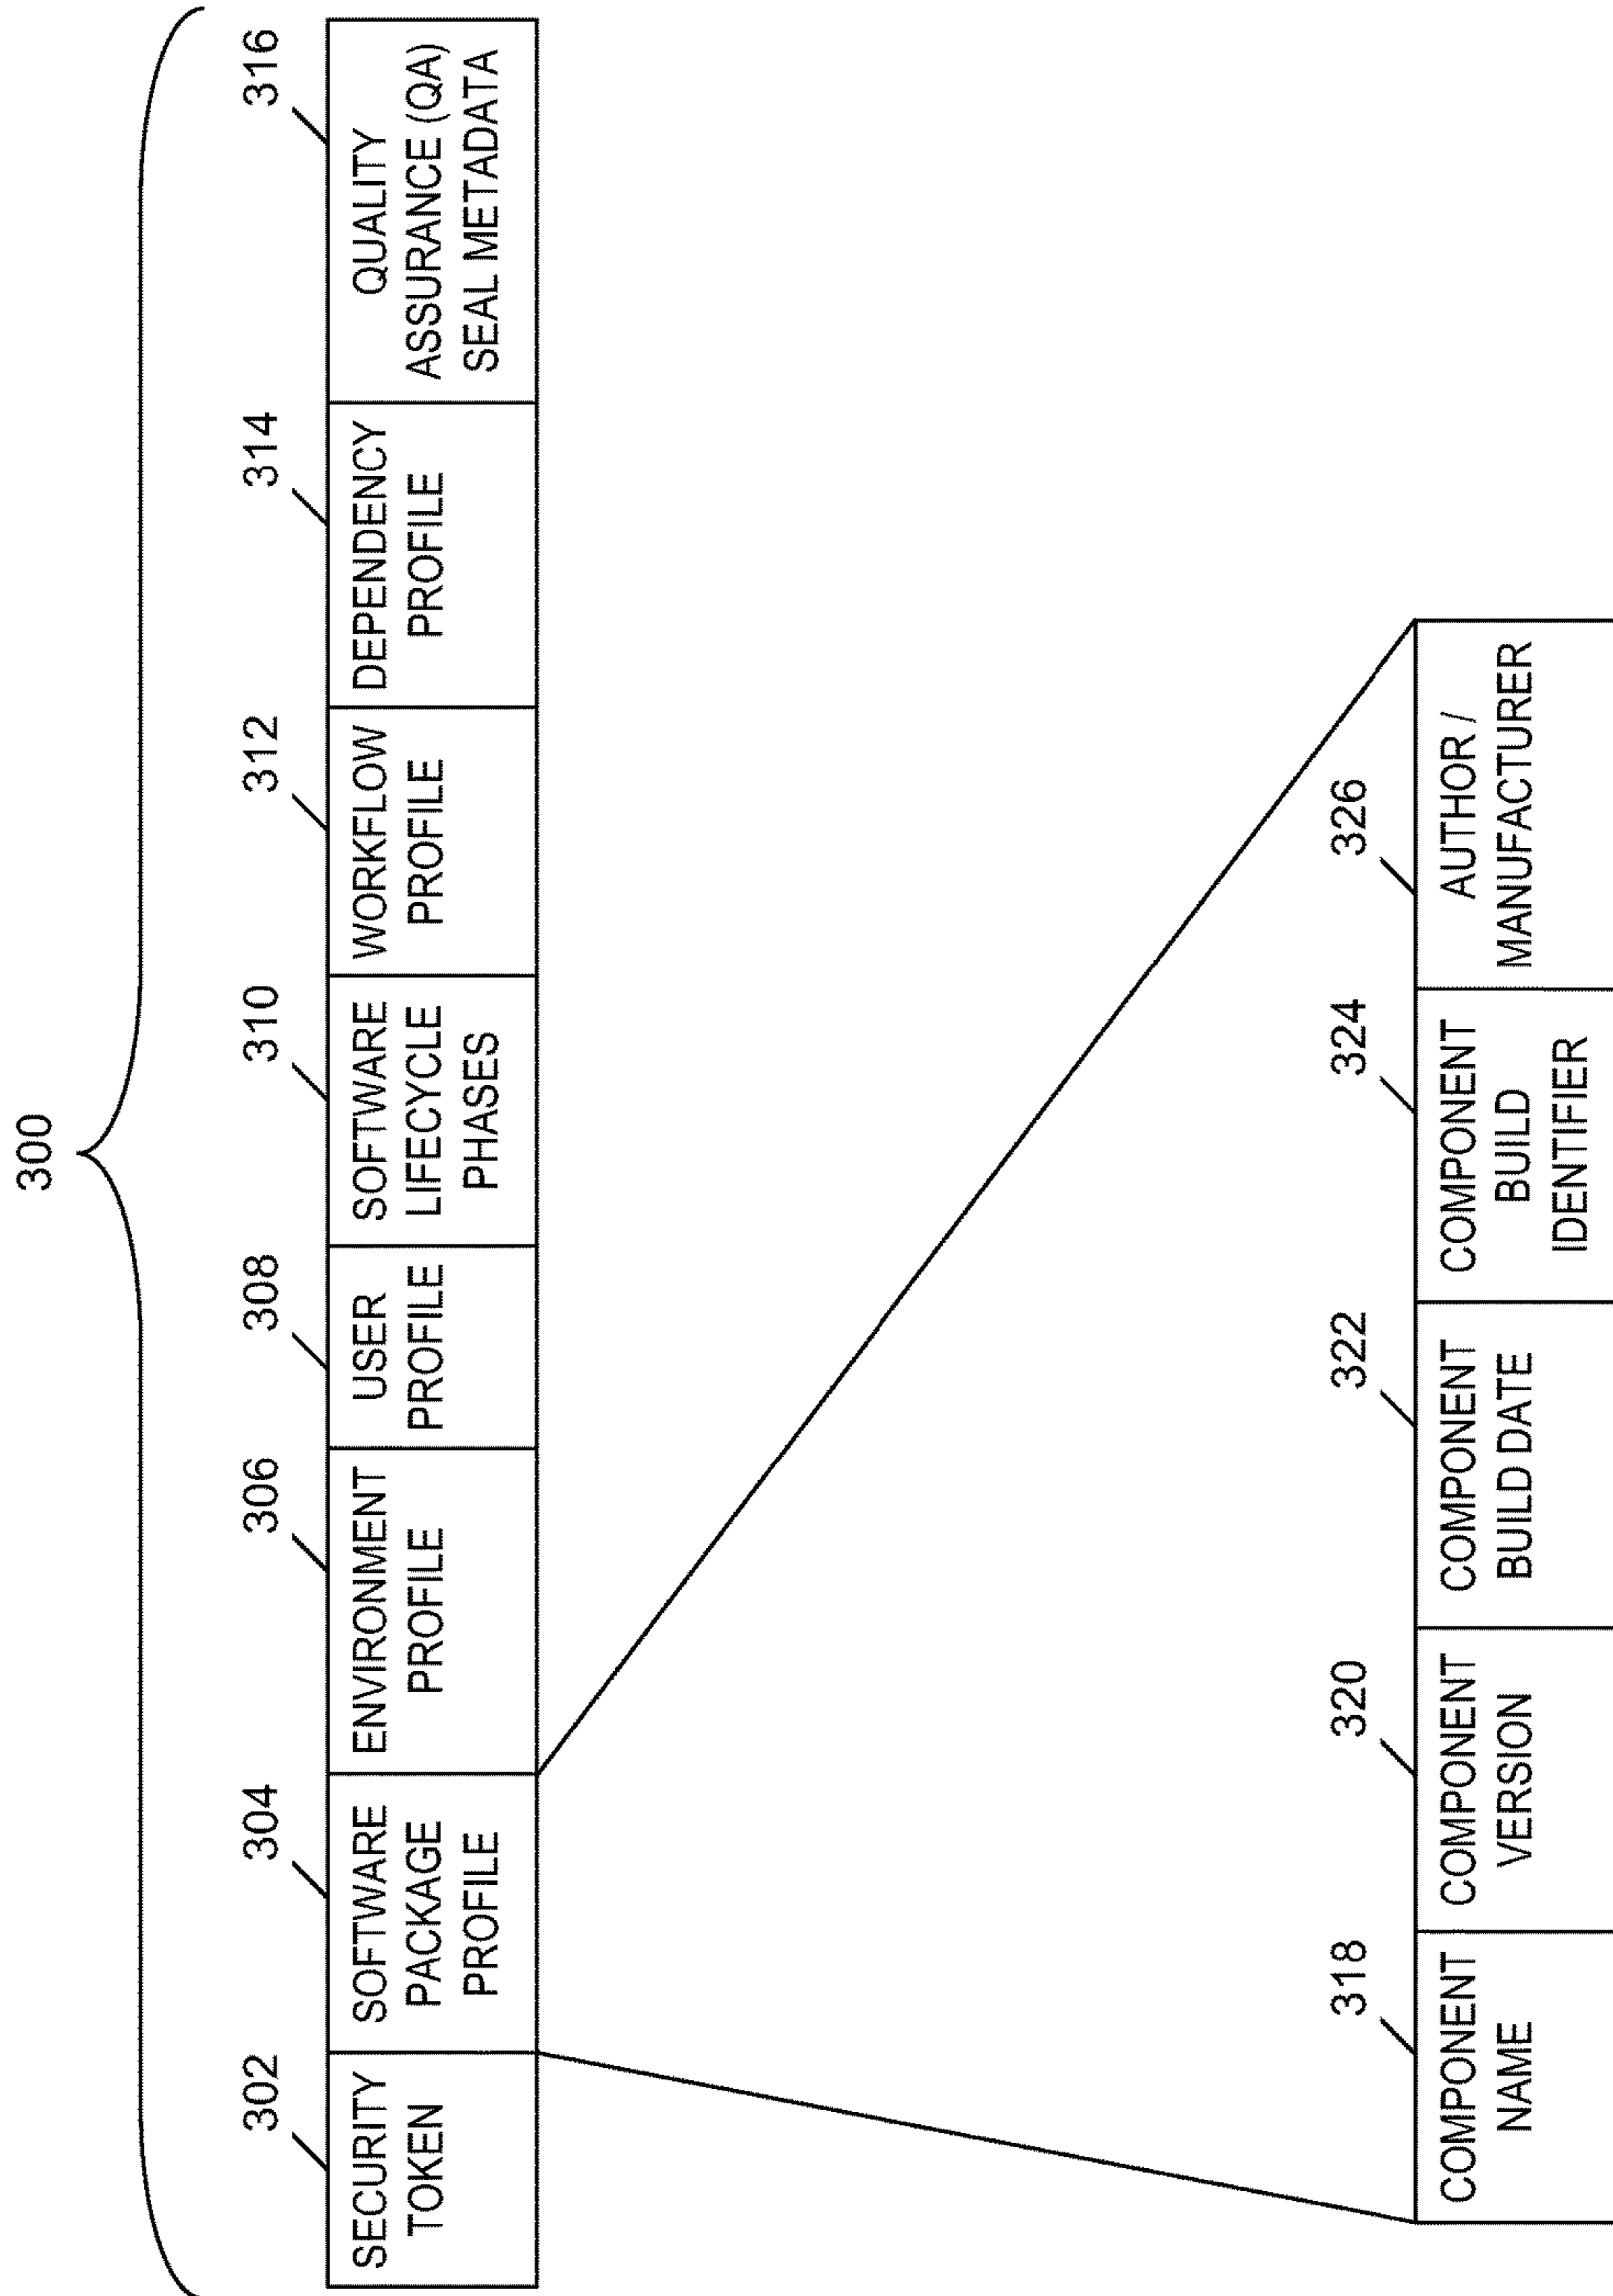 300
302
304
306
308
310
312
314
316
SECURITY
TOKEN
SOFTWARE
PACKAGE
PROFILE
ENVIRONMENT
PROFILE
USER
PROFILE
SOFTWARE
LIFECYCLE
PHASES
WORKFLOW
PROFILE
DEPENDENCY
PROFILE
QUALITY
ASSURANCE (QA)
SEAL METADATA
318
320
322
324
326
COMPONENT
NAME
COMPONENT
VERSION
COMPONENT
BUILD DATE
COMPONENT
BUILD
IDENTIFIER
AUTHOR /
MANUFACTURER